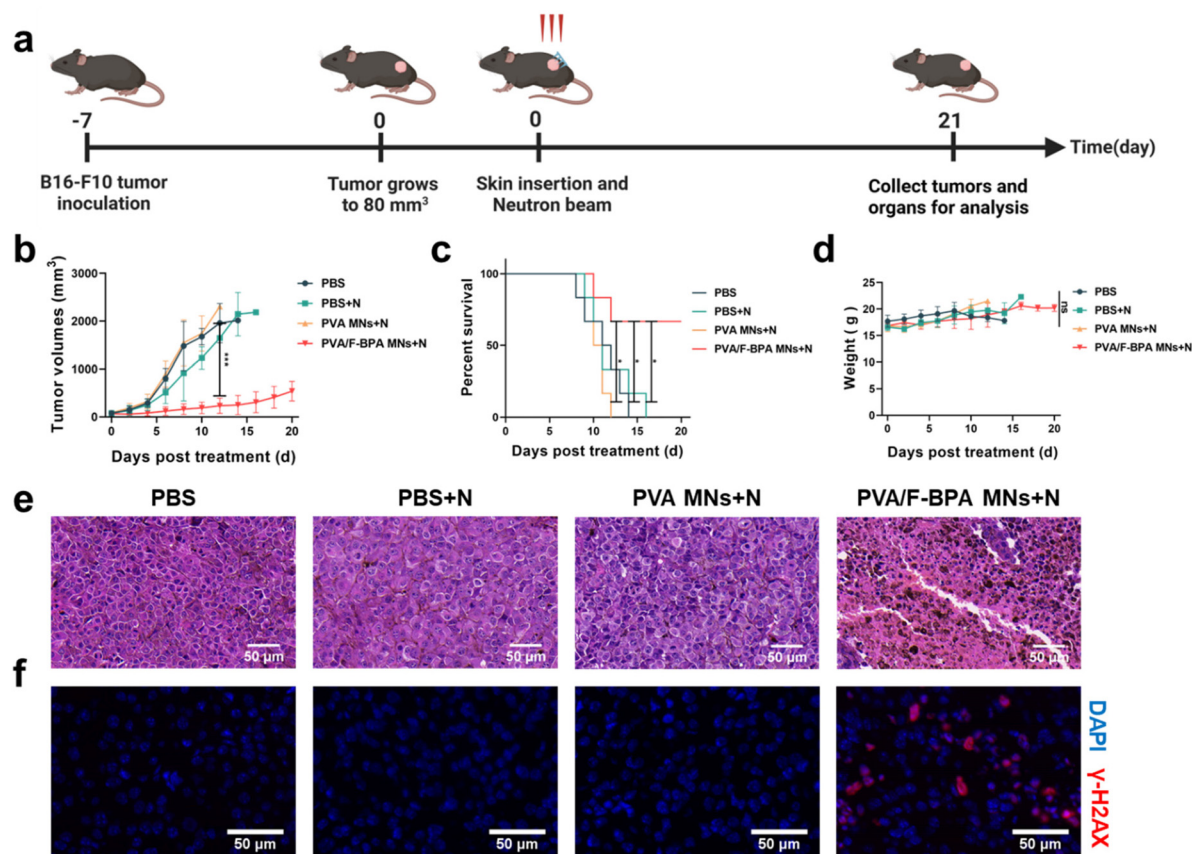 a
-7
0
0
21
Time(day)
B16-F10 tumor
inoculation
Tumor grows
to 80 mm³
Skin insertion and
Neutron beam
Collect tumors and
organs for analysis
b
Tumor volumes (mm³)
3000
2000
1000
0
0
5
10
15
20
Days post treatment (d)
***
PBS
PBS+N
PVA MNs+N
PVA/F-BPA MNs+N
c
Percent survival
100
50
0
0
5
10
15
20
Days post treatment (d)
*
*
*
PBS
PBS+N
PVA MNs+N
PVA/F-BPA MNs+N
d
Weight ( g )
25
20
15
10
5
0
0
5
10
15
20
Days post treatment (d)
PBS
PBS+N
PVA MNs+N
PVA/F-BPA MNs+N
ns
e
PBS
PBS+N
PVA MNs+N
PVA/F-BPA MNs+N
50 µm
50 µm
50 µm
50 µm
f
50 µm
50 µm
50 µm
50 µm
DAPI
γ-H2AX